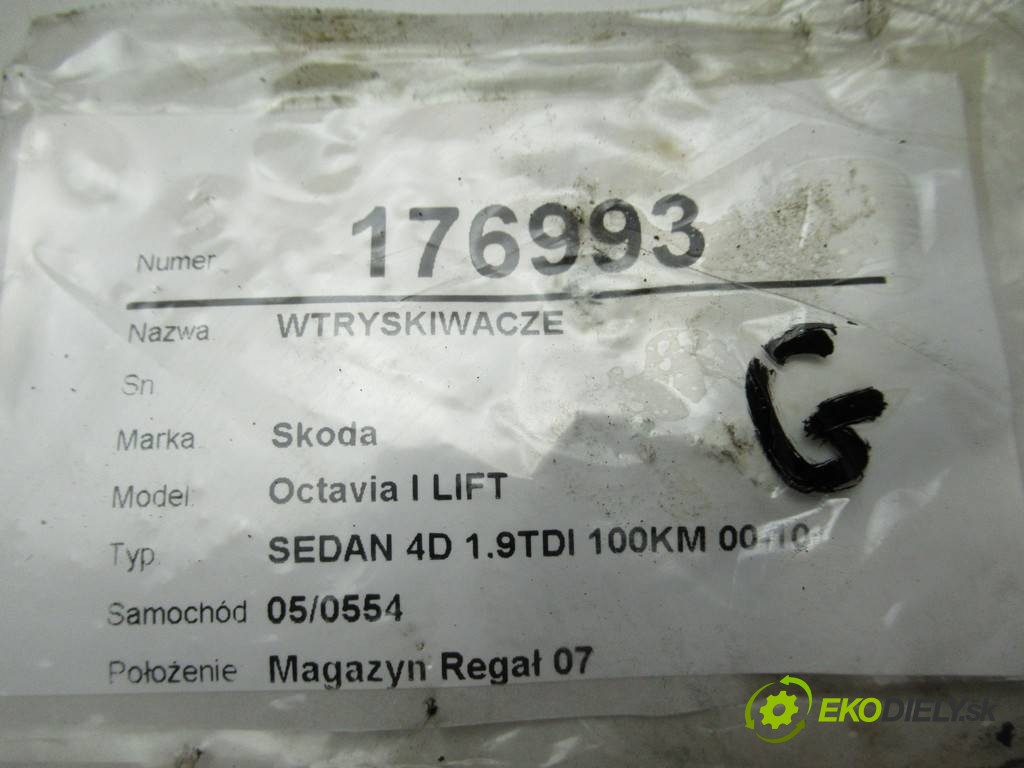 Numer 176993
Nazwa WTRYSKIWACZE
Sn
Marka Skoda
Model: Octavia I LIFT
Typ SEDAN 4D 1.9TDI 100KM 00-10
Samochód 05/0554
Położenie Magazyn Regał 07
G
EKODIELY.sk